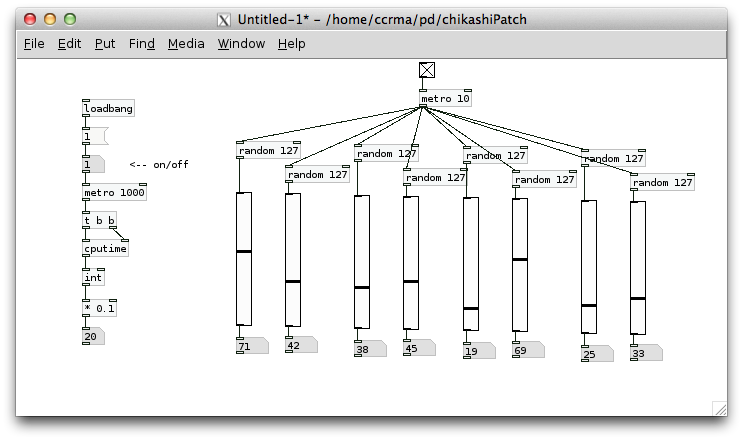 Untitled-1* - /home/ccrma/pd/chikashiPatch
File Edit Put Find Media Window Help
loadbang
1
1
<-- on/off
metro 1000
t b b
cputime
int
* 0.1
20
metro 10
random 127
random 127
random 127
random 127
random 127
random 127
random 127
random 127
71
42
38
45
19
69
25
33